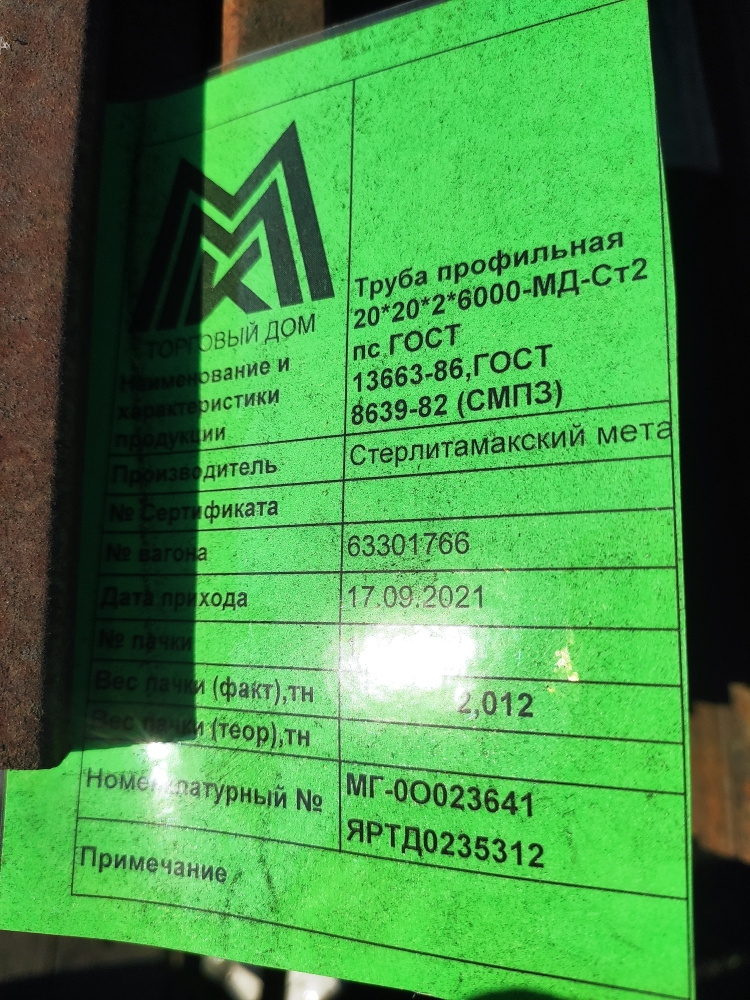 ММК
ТОРГОВЫЙ ДОМ
Наименование и
характеристики
продукции
Труба профильная
20*20*2*6000-МД-Ст2
пс ГОСТ
13663-86,ГОСТ
8639-82 (СМПЗ)
Производитель Стерлитамакский мета
№ Сертификата
№ вагона 63301766
Дата прихода 17.09.2021
№ пачки
Вес пачки (факт),тн 2,012
Вес пачки (теор),тн
Номенклатурный № МГ-0О023641
ЯРТД0235312
Примечание